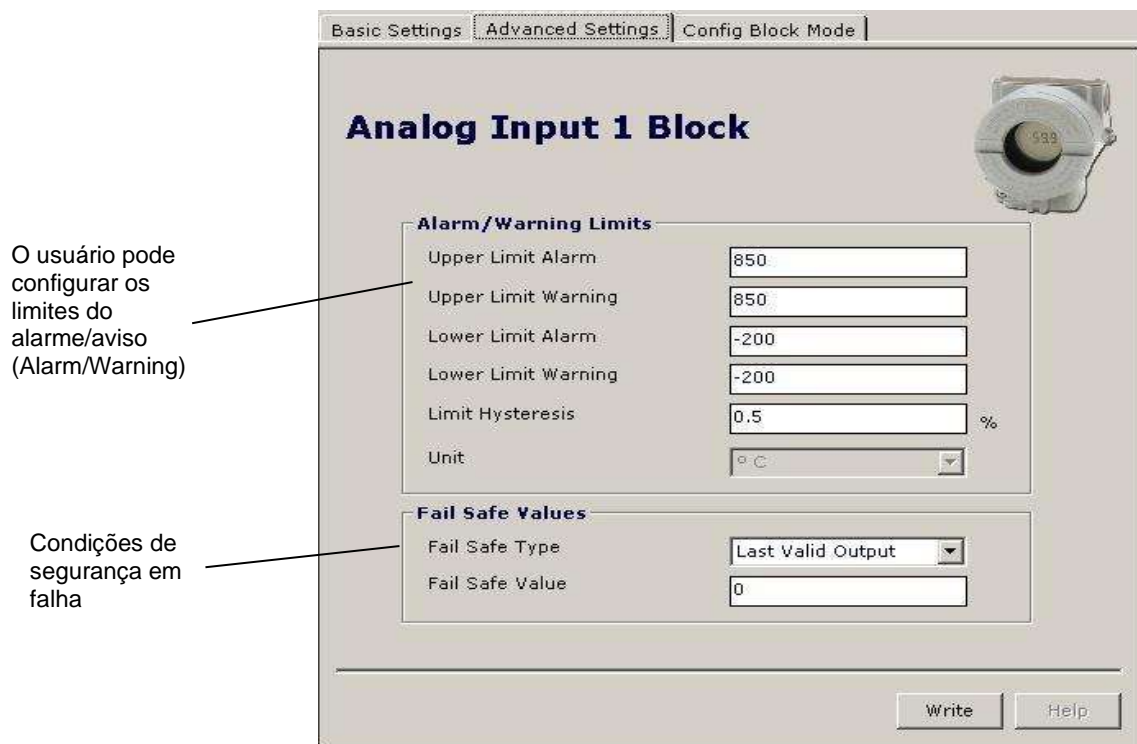 Basic Settings Advanced Settings Config Block Mode
Analog Input 1 Block
59.9
O usuário pode
configurar os
limites do
alarme/aviso
(Alarm/Warning)
Alarm/Warning Limits
Upper Limit Alarm 850
Upper Limit Warning 850
Lower Limit Alarm -200
Lower Limit Warning -200
Limit Hysteresis 0.5 %
Unit º C
Condições de
segurança em
falha
Fail Safe Values
Fail Safe Type Last Valid Output
Fail Safe Value 0
Write Help